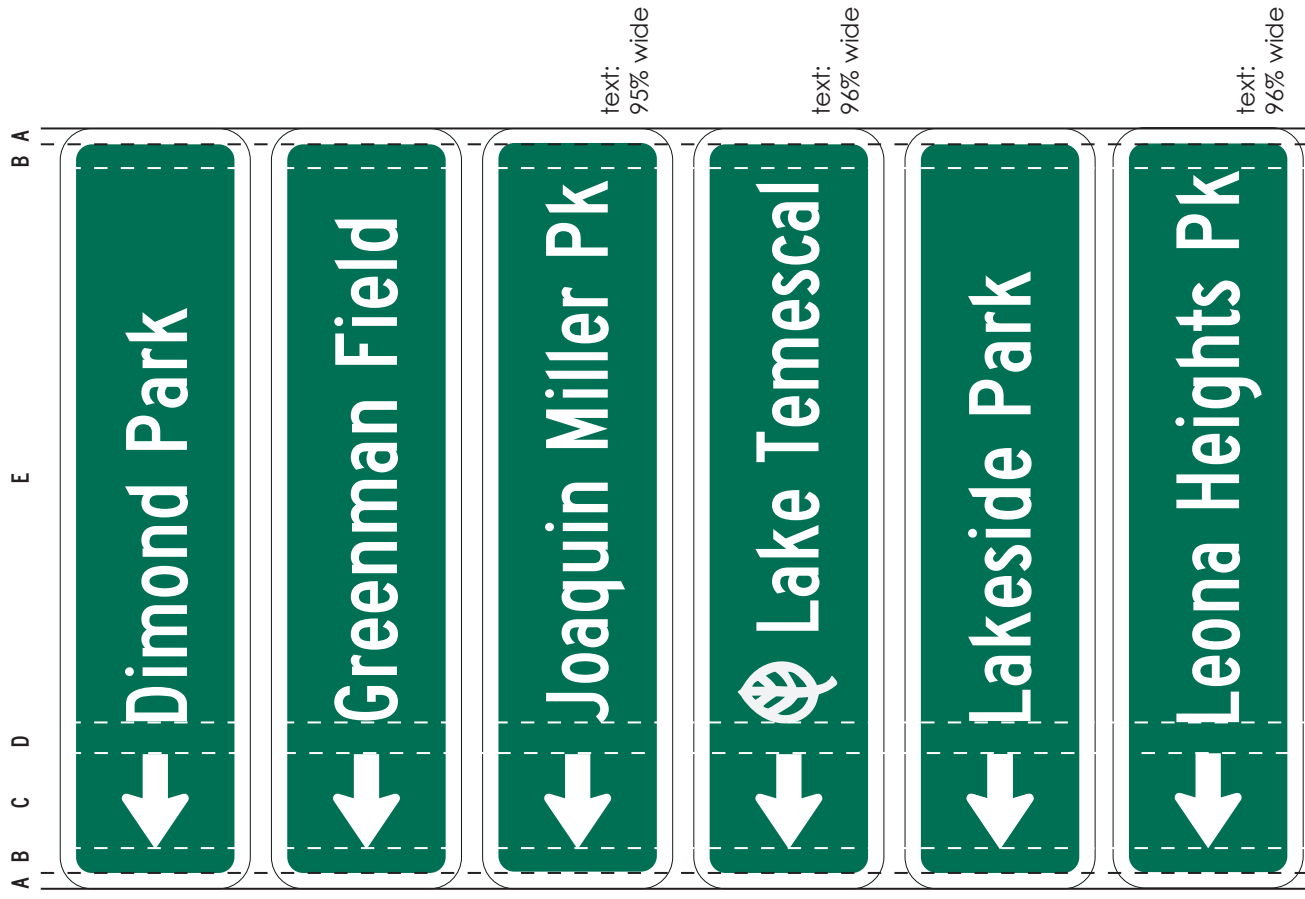 A B C D E B A
Dimond Park
Greenman Field
Joaquin Miller Pk
text:
95% wide
Lake Temescal
text:
96% wide
Lakeside Park
Leona Heights Pk
text:
96% wide